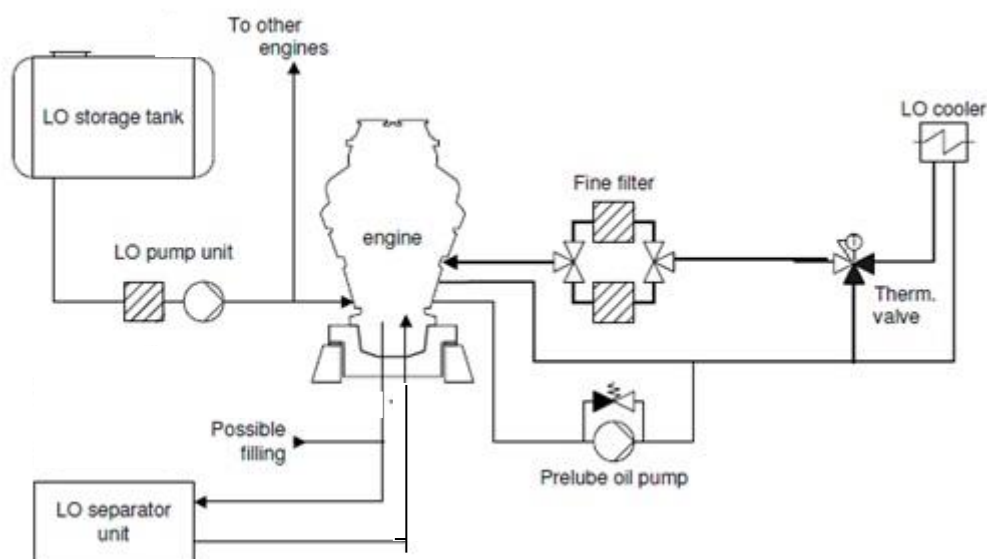 To other
engines
LO storage tank
LO cooler
Fine filter
engine
LO pump unit
T
Therm.
valve
Possible
filling
Prelube oil pump
LO separator
unit